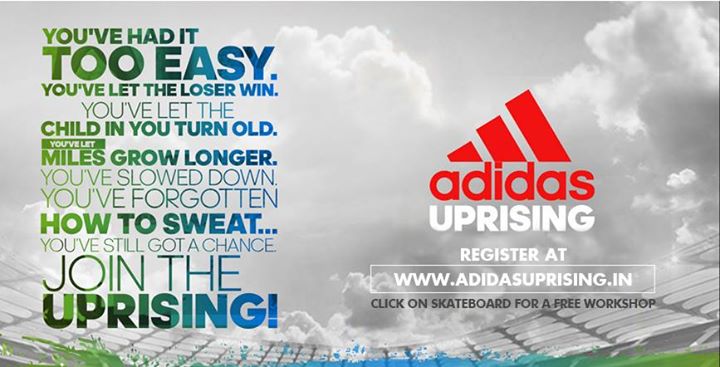 YOU'VE HAD IT
TOO EASY.
YOU'VE LET THE LOSER WIN.
YOU'VE LET THE
CHILD IN YOU TURN OLD.
YOU'VE LET
MILES GROW LONGER.
YOU'VE SLOWED DOWN.
YOU'VE FORGOTTEN
HOW TO SWEAT...
YOU'VE STILL GOT A CHANCE.
JOIN THE
UPRISING!
adidas
UPRISING
REGISTER AT
WWW.ADIDASUPRISING.IN
CLICK ON SKATEBOARD FOR A FREE WORKSHOP